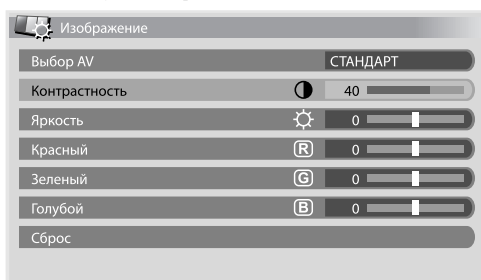 Изображение
Выбор AV СТАНДАРТ
Контрастность 40
Яркость 0
Красный R 0
Зеленый G 0
Голубой B 0
Сброс